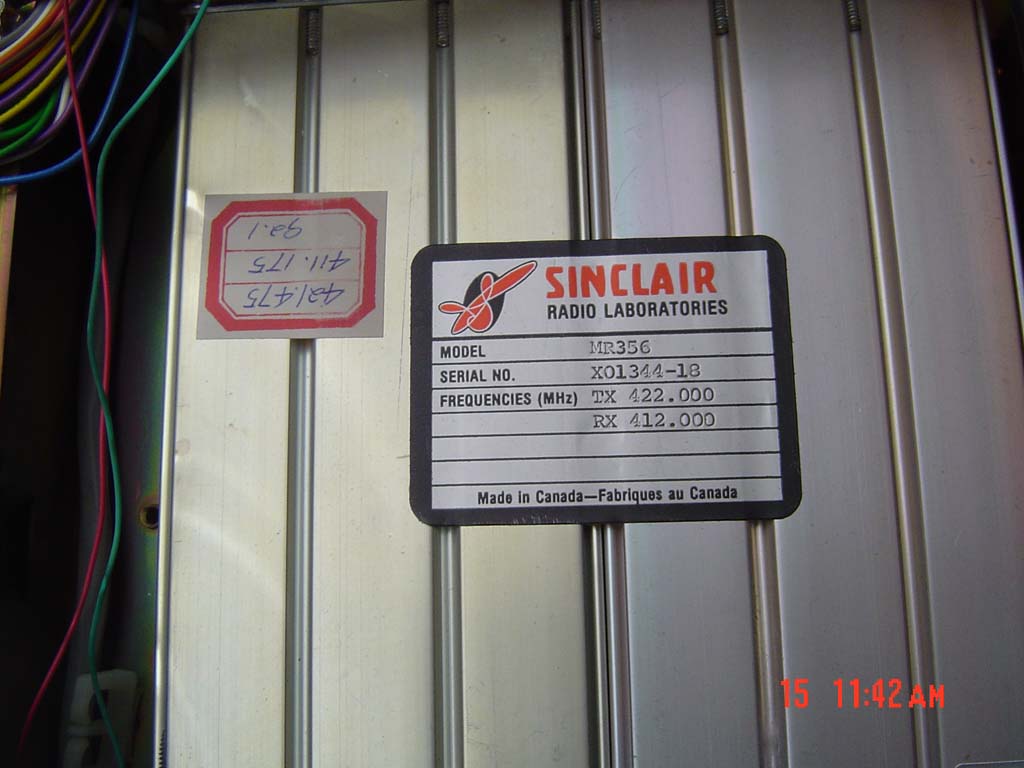 421.475
411.175
92.1
SINCLAIR
RADIO LABORATORIES
MODEL MR356
SERIAL NO. XO1344-18
FREQUENCIES (MHz) TX 422.000
RX 412.000
Made in Canada—Fabriques au Canada
15 11:42 AM